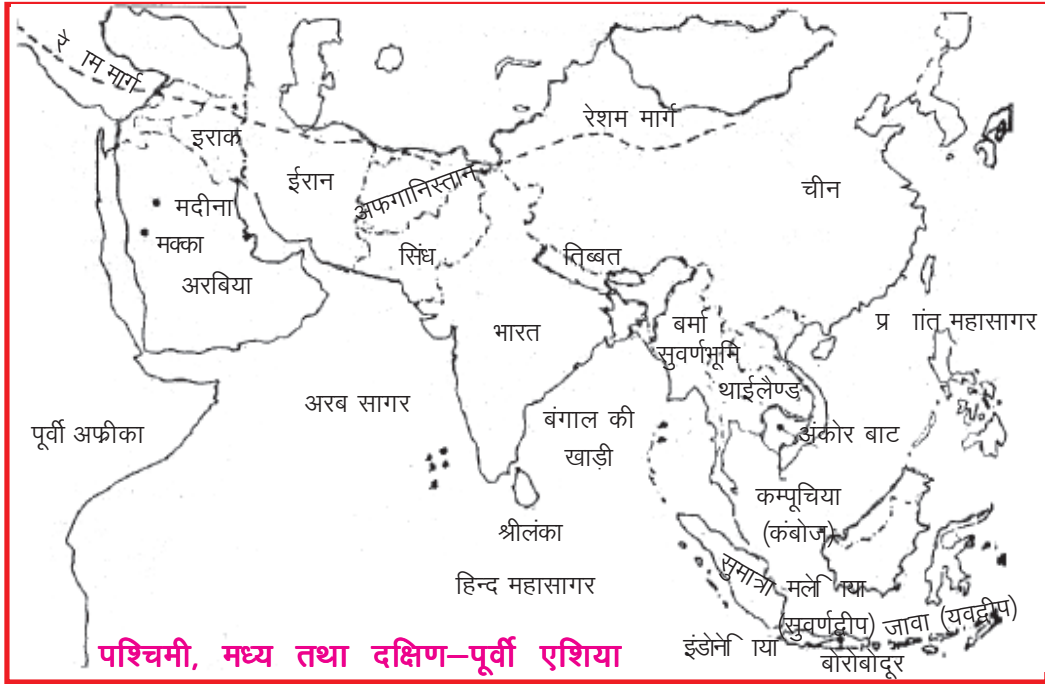 रे ाम मार्ग
रेशम मार्ग
इराक
ईरान
अफगानिस्तान
चीन
मदीना
मक्का
सिंध
तिब्बत
अरबिया
भारत
बर्मा
सुवर्णभूमि
प्र ाांत महासागर
थाईलैण्ड
अरब सागर
बंगाल की
खाड़ी
पूर्वी अफ्रीका
अंकोर बाट
कम्पूचिया
(कंबोज)
श्रीलंका
हिन्द महासागर
सुमात्रा
मले िाया
(सुवर्णद्वीप)
जावा (यवद्वीप)
इंडोने िाया
बोरोबोदूर
पश्चिमी, मध्य तथा दक्षिण–पूर्वी एशिया